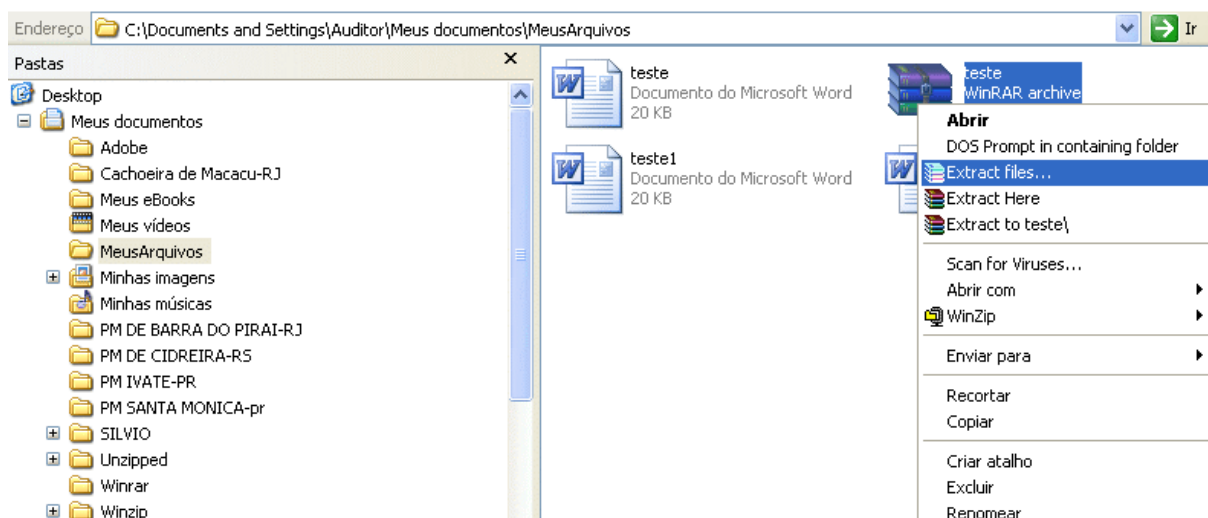 Endereço C:\Documents and Settings\Auditor\Meus documentos\MeusArquivos Ir
Pastas
Desktop
Meus documentos
Adobe
Cachoeira de Macacu-RJ
Meus eBooks
Meus vídeos
MeusArquivos
Minhas imagens
Minhas músicas
PM DE BARRA DO PIRAI-RJ
PM DE CIDREIRA-RS
PM IVATE-PR
PM SANTA MONICA-pr
SILVIO
Unzipped
Winrar
Winzip
teste
Documento do Microsoft Word
20 KB
teste
WinRAR archive
teste1
Documento do Microsoft Word
20 KB
Abrir
DOS Prompt in containing folder
Extract files...
Extract Here
Extract to teste\
Scan for Viruses...
Abrir com
WinZip
Enviar para
Recortar
Copiar
Criar atalho
Excluir
Renomear